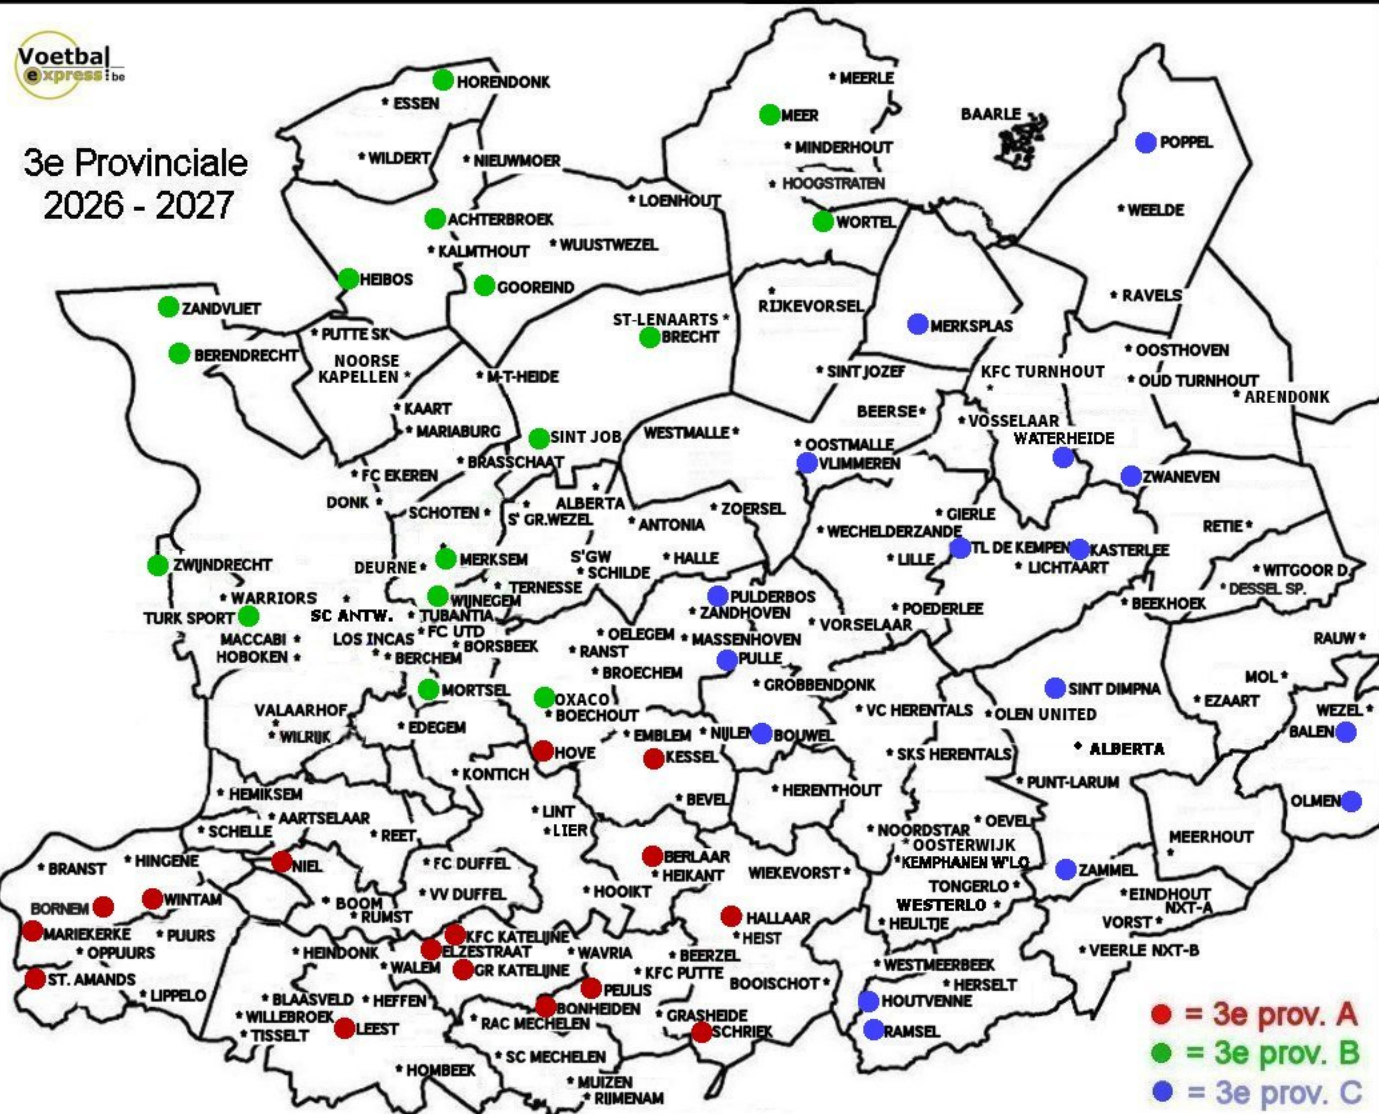 Voetbal
express.be
3e Provinciale
2026 - 2027
HORENDONK
* ESSEN
* WILDERT
* NIEUWMOER
* MEERLE
MEER
* MINDERHOUT
* HOOGSTRATEN
BAARLE
POPPEL
* WEELDE
* LOENHOUT
WORTEL
ACHTERBROEK
* KALMTHOUT
* WUUSTWEZEL
HEIBOS
GOOREIND
* RAVELS
ZANDVLIET
RIJKEVORSEL
ST-LENAARTS *
BRECHT
MERKSPLAS
* PUTTE SK
BERENDRECHT
NOORSE
KAPELLEN *
* M-T-HEIDE
* SINT JOZEF
KFC TURNHOUT
* OOSTHOVEN
* OUD TURNHOUT
* ARENDONK
* KAART
* MARIABURG
BEERSE *
* VOSSELAAR
WATERHEIDE
SINT JOB
WESTMALLE *
* OOSTMALLE
VLIMMEREN
* BRASSCHAAT
* FC EKEREN
ZWANEVEN
DONK *
SCHOTEN *
ALBERTA
S' GR.WEZEL
* ANTONIA
* ZOERSEL
* GIERLE
* WECHELDERZANDE
RETIE *
TL DE KEMPEN
KASTERLEE
* LILLE
* LICHTAART
* WITGOOR D.
* DESSEL SP.
ZWIJNDRECHT
MERKSEM
DEURNE *
S'GW
* SCHILDE
* HALLE
* TERNESSE
* WARRIORS
WIJNEGEM
PULDERBOS
* ZANDHOVEN
* BEEKHOEK
TURK SPORT
SC ANTW.
* TUBANTIA
* POEDERLEE
* VORSELAAR
MACCABI *
LOS INCAS
* FC UTD
* BORSBEEK
* OELEGEM
* MASSENHOVEN
RAUW *
HOBOKEN *
* BERCHEM
* RANST
PULLE
* BROECHEM
MORTSEL
OXACO
* GROBBENDONK
SINT DIMPNA
MOL *
* EZAART
VALAARHOF
* BOECHOUT
* VC HERENTALS
* OLEN UNITED
WEZEL *
* WILRIJK
* EDEGEM
* EMBLEM
* NIJLEN
BOUWEL
BALEN
HOVE
KESSEL
* SKS HERENTALS
* ALBERTA
* KONTICH
* PUNT-LARUM
* HEMIKSEM
* BEVEL
* HERENTHOUT
OLMEN
* AARTSELAAR
* LINT
* LIER
* SCHELLE
* REET
* NOORDSTAR
* OEVEL
* OOSTERWIJK
MEERHOUT
* BRANST
* HINGENE
NIEL
* FC DUFFEL
BERLAAR
* HEIKANT
WIEKEVORST *
* KEMPHANEN W'LO
ZAMMEL
BORNEM
WINTAM
* BOOM
* RUMST
* VV DUFFEL
* HOOIKT
TONGERLO *
WESTERLO *
* EINDHOUT
NXT-A
VORST *
MARIEKERKE
* PUURS
HALLAAR
* HEIST
* HEULTJE
* OPPUURS
* HEINDONK
KFC KATELIJNE
ELZESTRAAT
* WAVRIA
* BEERZEL
* VEERLE NXT-B
ST. AMANDS
* WALEM
GR KATELIJNE
* KFC PUTTE
* WESTMEERBEEK
* LIPPELO
* BLAASVELD
* HEFFEN
PEULIS
BOOISCHOT *
* HERSELT
HOUTVENNE
* WILLEBROEK
BONHEIDEN
* GRASHEIDE
* TISSELT
LEEST
* RAC MECHELEN
SCHRIEK
RAMSEL
* SC MECHELEN
* HOMBEEK
* MUIZEN
* RIJMENAM
= 3e prov. A
= 3e prov. B
= 3e prov. C